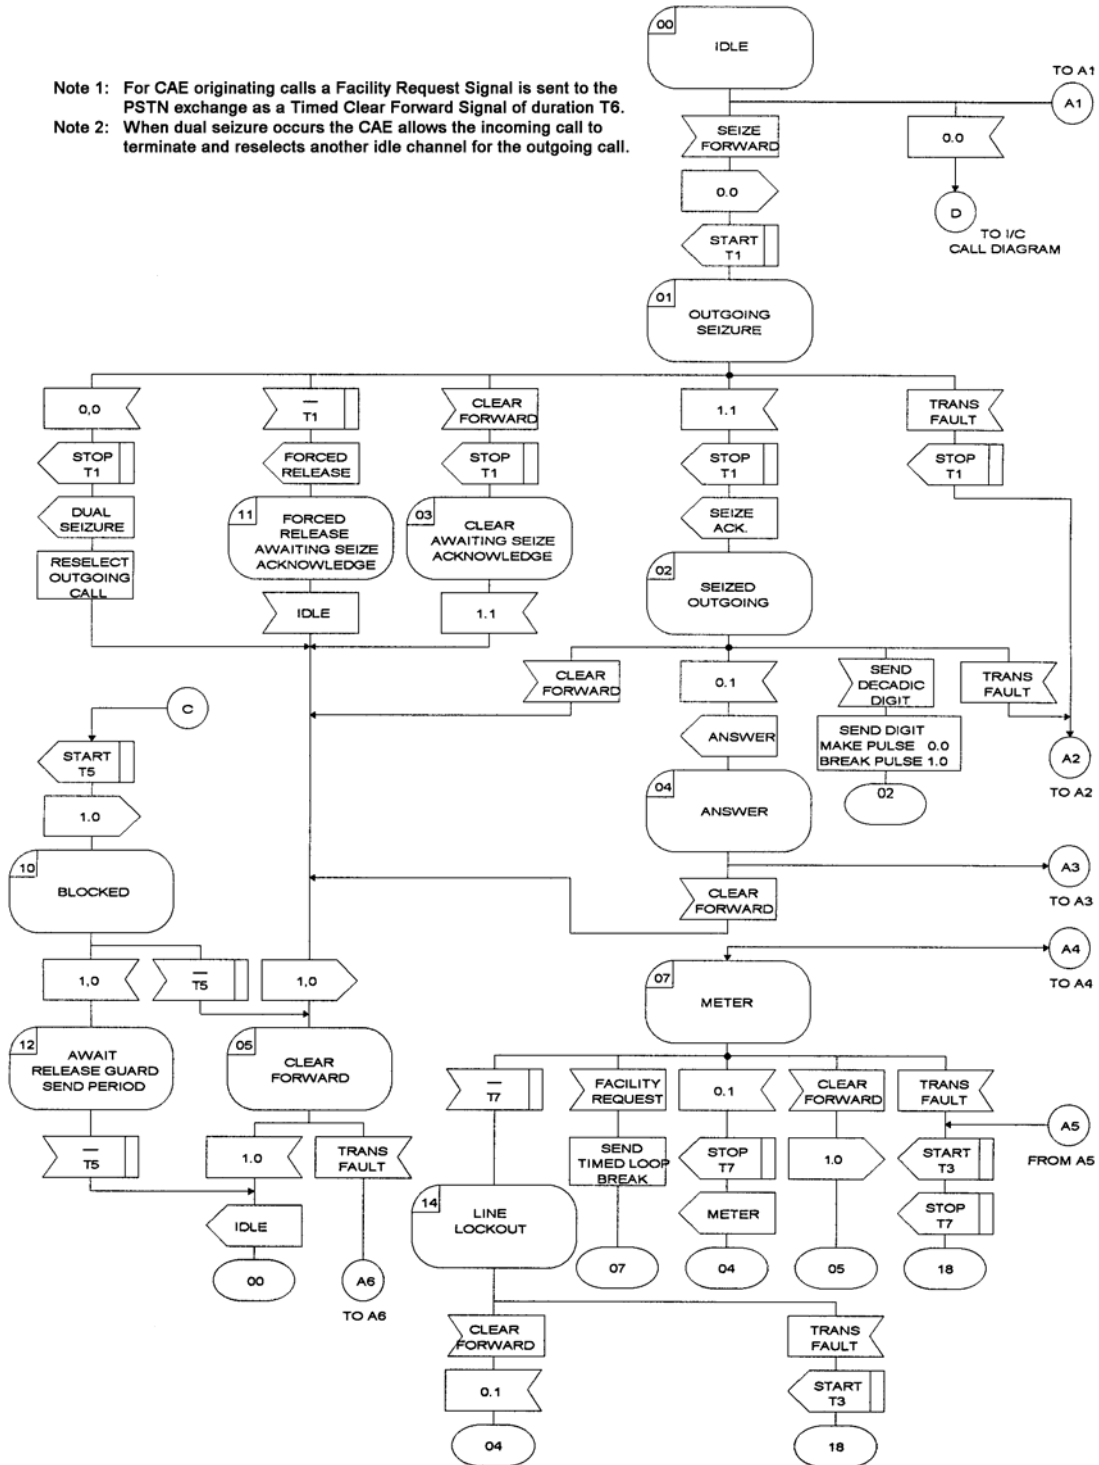 00
IDLE
Note 1: For CAE originating calls a Facility Request Signal is sent to the
PSTN exchange as a Timed Clear Forward Signal of duration T6.
Note 2: When dual seizure occurs the CAE allows the incoming call to
terminate and reselects another idle channel for the outgoing call.
TO A1
A1
SEIZE
FORWARD
0.0
0.0
D
TO I/C
CALL DIAGRAM
START
T1
01
OUTGOING
SEIZURE
0,0
T1
CLEAR
FORWARD
1.1
TRANS
FAULT
STOP
T1
FORCED
RELEASE
STOP
T1
STOP
T1
STOP
T1
DUAL
SEIZURE
11
FORCED
RELEASE
AWAITING SEIZE
ACKNOWLEDGE
03
CLEAR
AWAITING SEIZE
ACKNOWLEDGE
SEIZE
ACK.
RESELECT
OUTGOING
CALL
02
SEIZED
OUTGOING
IDLE
1.1
CLEAR
FORWARD
0.1
SEND
DECADIC
DIGIT
TRANS
FAULT
C
START
T5
ANSWER
SEND DIGIT
MAKE PULSE 0.0
BREAK PULSE 1.0
A2
TO A2
02
1.0
04
ANSWER
10
BLOCKED
A3
TO A3
CLEAR
FORWARD
A4
TO A4
1,0
T5
1,0
07
METER
12
AWAIT
RELEASE GUARD
SEND PERIOD
05
CLEAR
FORWARD
T7
FACILITY
REQUEST
0.1
CLEAR
FORWARD
TRANS
FAULT
A5
FROM A5
T5
1.0
TRANS
FAULT
SEND
TIMED LOOP
BREAK
STOP
T7
1.0
START
T3
14
LINE
LOCKOUT
IDLE
METER
STOP
T7
00
A6
TO A6
07
04
05
18
CLEAR
FORWARD
TRANS
FAULT
0.1
START
T3
04
18